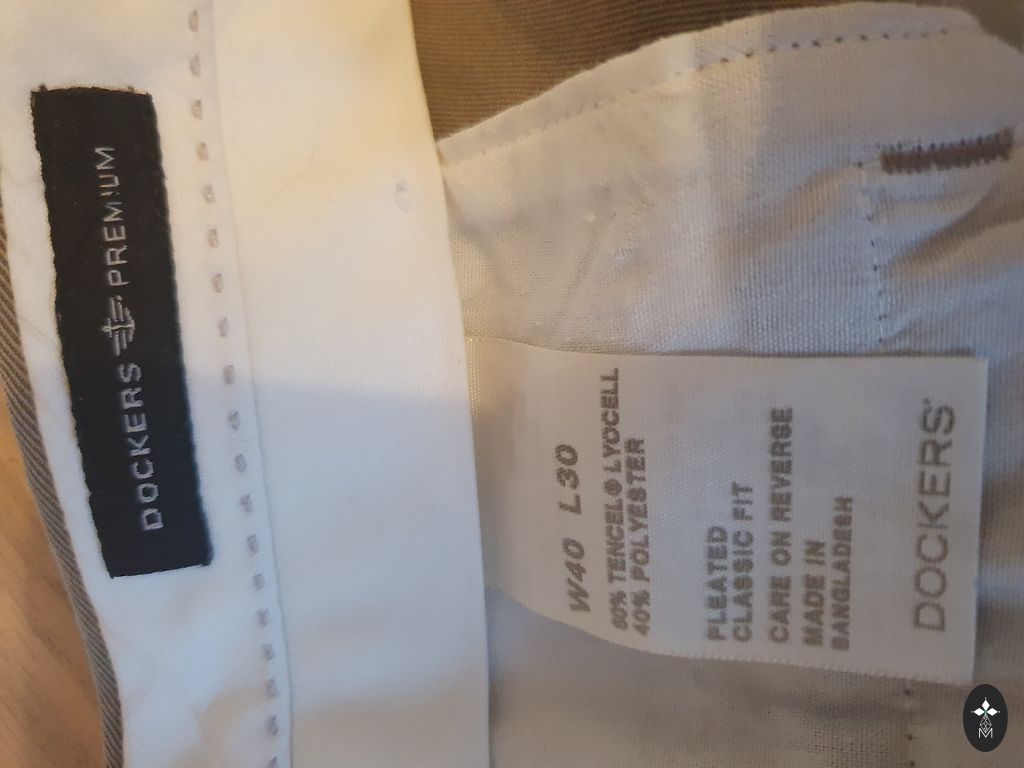 DOCKERS PREMIUM
W40 L30
60% TENCEL® LYOCELL
40% POLYESTER
PLEATED
CLASSIC FIT
CARE ON REVERSE
MADE IN
BANGLADESH
DOCKERS®
M